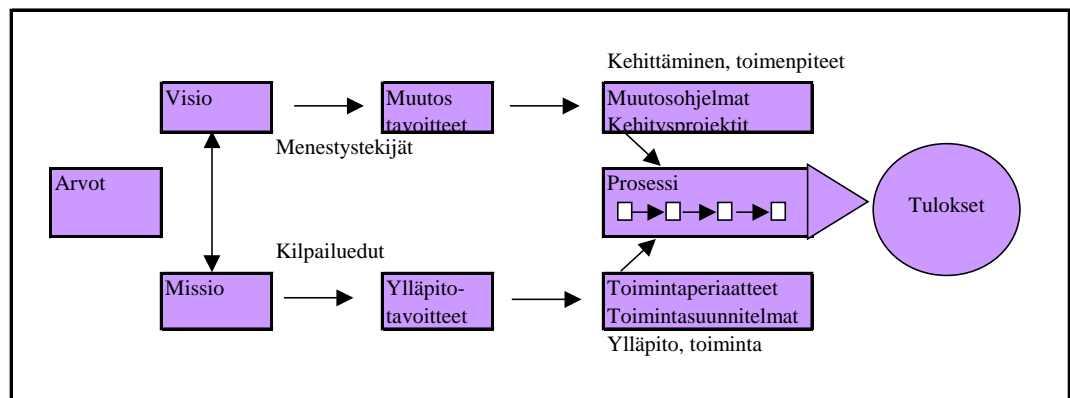 Kehittäminen, toimenpiteet
Visio
Muutos
tavoitteet
Muutosohjelmat
Kehitysprojektit
Menestystekijät
Arvot
Prosessi
Tulokset
Kilpailuedut
Missio
Ylläpito-
tavoitteet
Toimintaperiaatteet
Toimintasuunnitelmat
Ylläpito, toiminta